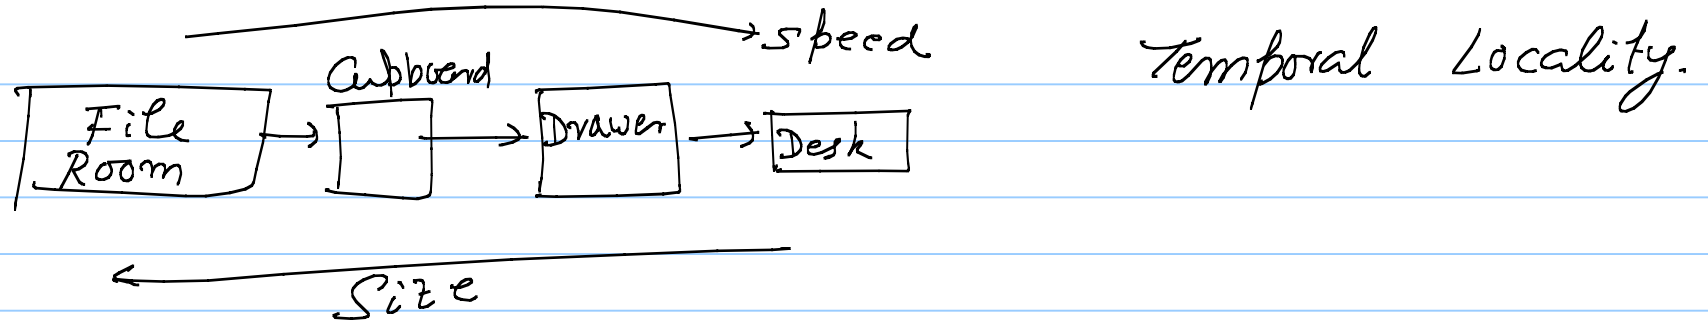 speed
Temporal Locality.
Cupboard
File
Room
Drawer
Desk
Size